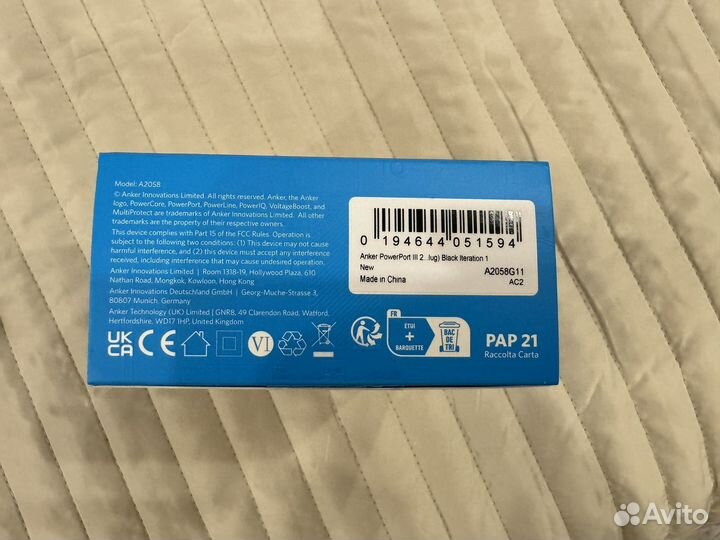 Model: A2058
© Anker Innovations Limited. All rights reserved. Anker, the Anker
logo, PowerCore, PowerPort, PowerLine, PowerIQ, VoltageBoost, and
MultiProtect are trademarks of Anker Innovations Limited. All other
trademarks are the property of their respective owners.
This device complies with Part 15 of the FCC Rules. Operation is
subject to the following two conditions: (1) This device may not cause
harmful interference, and (2) this device must accept any
interference, including interference that may cause undesired operation.
Anker Innovations Limited | Room 1318-19, Hollywood Plaza, 610
Nathan Road, Mongkok, Kowloon, Hong Kong
Anker Innovations Deutschland GmbH | Georg-Muche-Strasse 3,
80807 Munich, Germany
Anker Technology (UK) Limited | GNR8, 49 Clarendon Road, Watford,
Hertfordshire, WD17 1HP, United Kingdom
UK
CA CE VI
0 194644 051594
Anker PowerPort III 2...lug) Black Iteration 1
New A2058G11
Made in China AC2
FR
ÉTUI
+
BARQUETTE
BAC
DE
TRI
PAP 21
Raccolta Carta
Avito